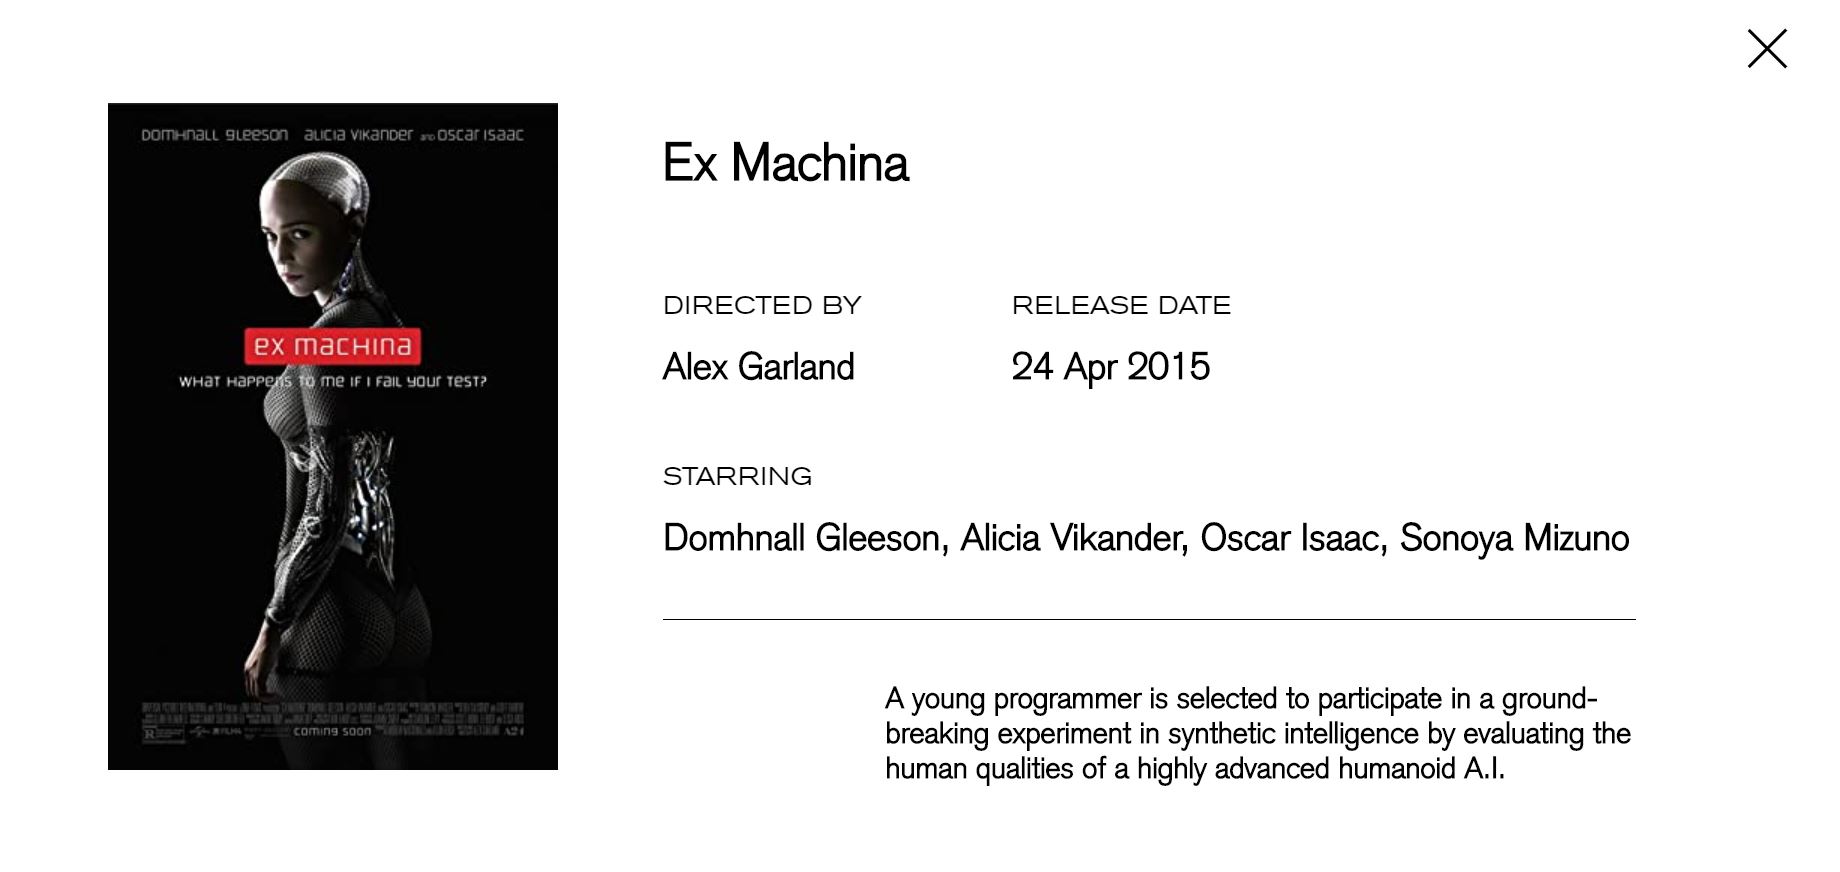 DOMHNALL GLEESON ALICIA VIKANDER AND OSCAR ISAAC
EX MACHINA
WHAT HAPPENS TO ME IF I FAIL YOUR TEST?
COMING SOON
R
A24
Ex Machina
DIRECTED BY
RELEASE DATE
Alex Garland
24 Apr 2015
STARRING
Domhnall Gleeson, Alicia Vikander, Oscar Isaac, Sonoya Mizuno
A young programmer is selected to participate in a ground-
breaking experiment in synthetic intelligence by evaluating the
human qualities of a highly advanced humanoid A.I.